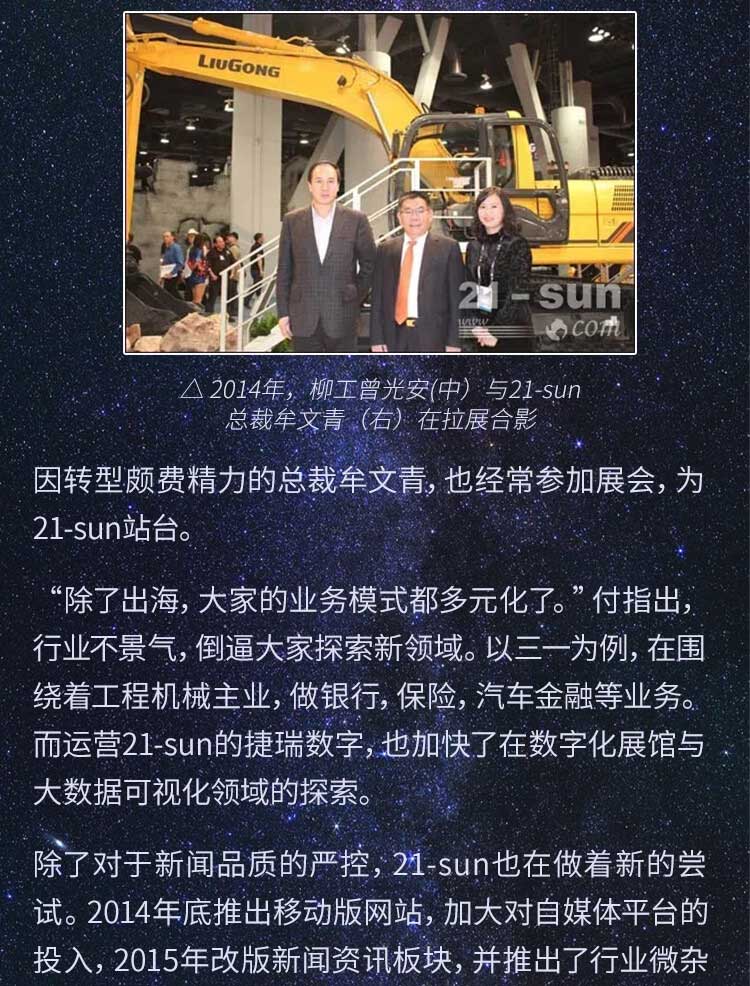 LIUGONG
21-sun
www com
△ 2014年，柳工曾光安(中）与21-sun
总裁牟文青（右）在拉展合影
因转型颇费精力的总裁牟文青，也经常参加展会，为
21-sun站台。
“除了出海，大家的业务模式都多元化了。”付指出，
行业不景气，倒逼大家探索新领域。以三一为例，在围
绕着工程机械主业，做银行，保险，汽车金融等业务。
而运营21-sun的捷瑞数字，也加快了在数字化展馆与
大数据可视化领域的探索。
除了对于新闻品质的严控，21-sun也在做着新的尝
试。2014年底推出移动版网站，加大对自媒体平台的
投入，2015年改版新闻资讯板块，并推出了行业微杂